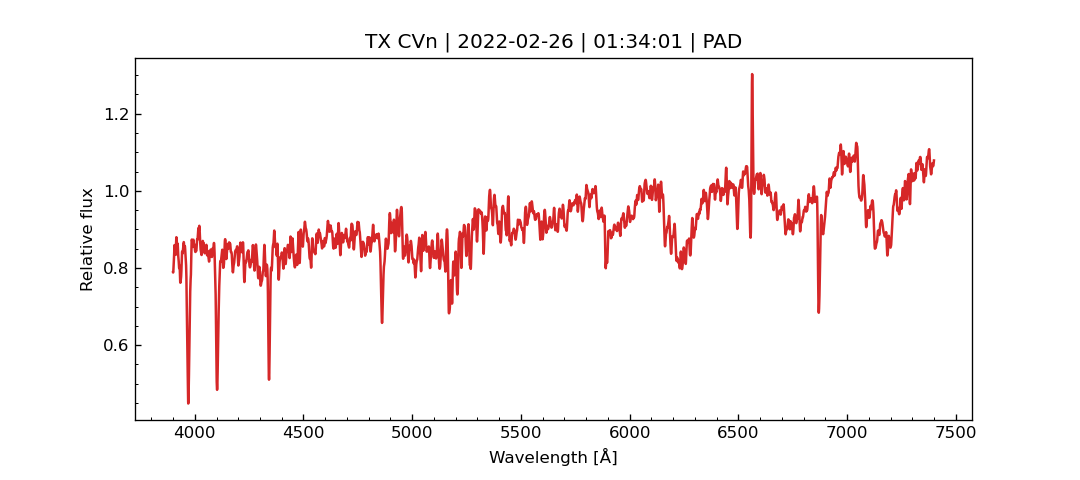 TX CVn | 2022-02-26 | 01:34:01 | PAD
Relative flux
1.2
1.0
0.8
0.6
4000 4500 5000 5500 6000 6500 7000 7500
Wavelength [Å]